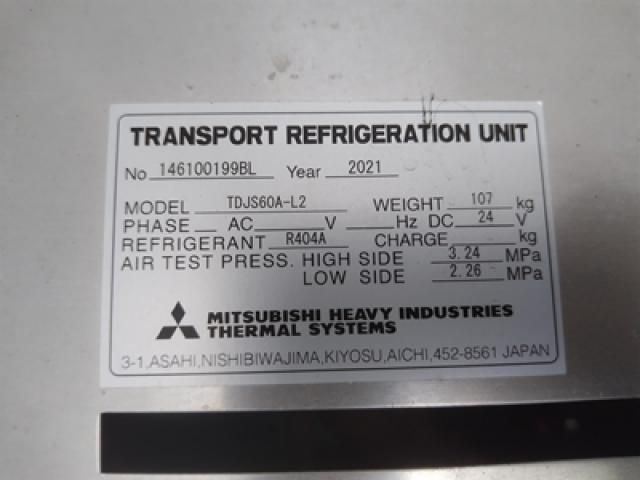 TRANSPORT REFRIGERATION UNIT
No 146100199BL Year 2021
MODEL TDJS60A-L2 WEIGHT 107 kg
PHASE AC V Hz DC 24 V
REFRIGERANT R404A CHARGE kg
AIR TEST PRESS. HIGH SIDE 3.24 MPa
LOW SIDE 2.26 MPa
MITSUBISHI HEAVY INDUSTRIES
THERMAL SYSTEMS
3-1,ASAHI,NISHIBIWAJIMA,KIYOSU,AICHI,452-8561 JAPAN